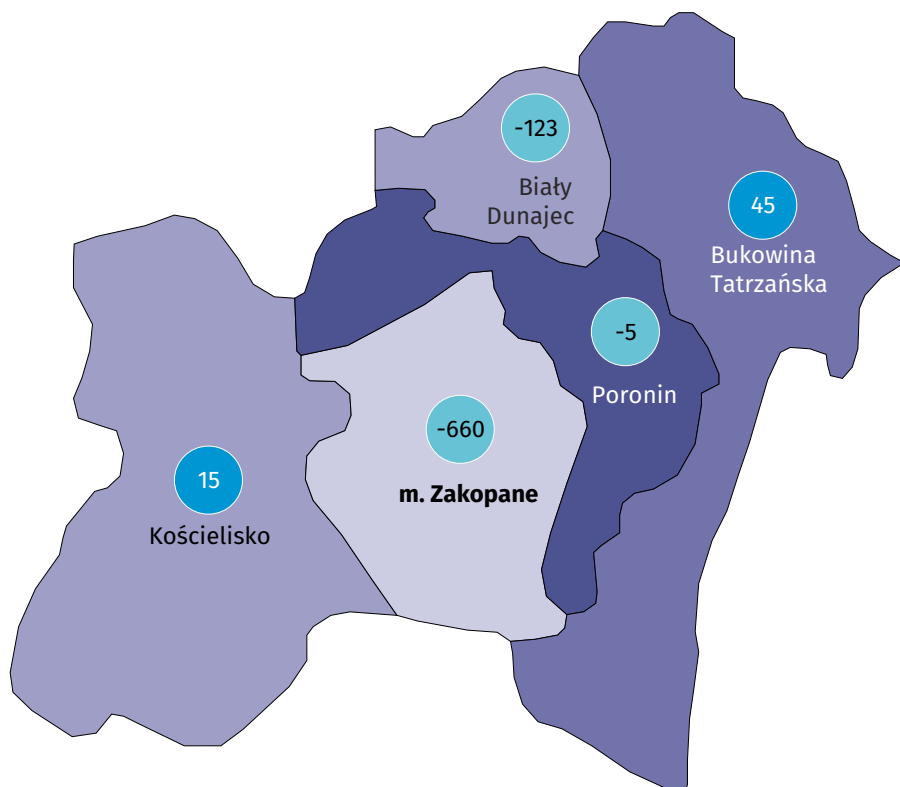 -123
Biały
Dunajec
45
Bukowina
Tatrzańska
-5
Poronin
-660
m. Zakopane
15
Kościelisko